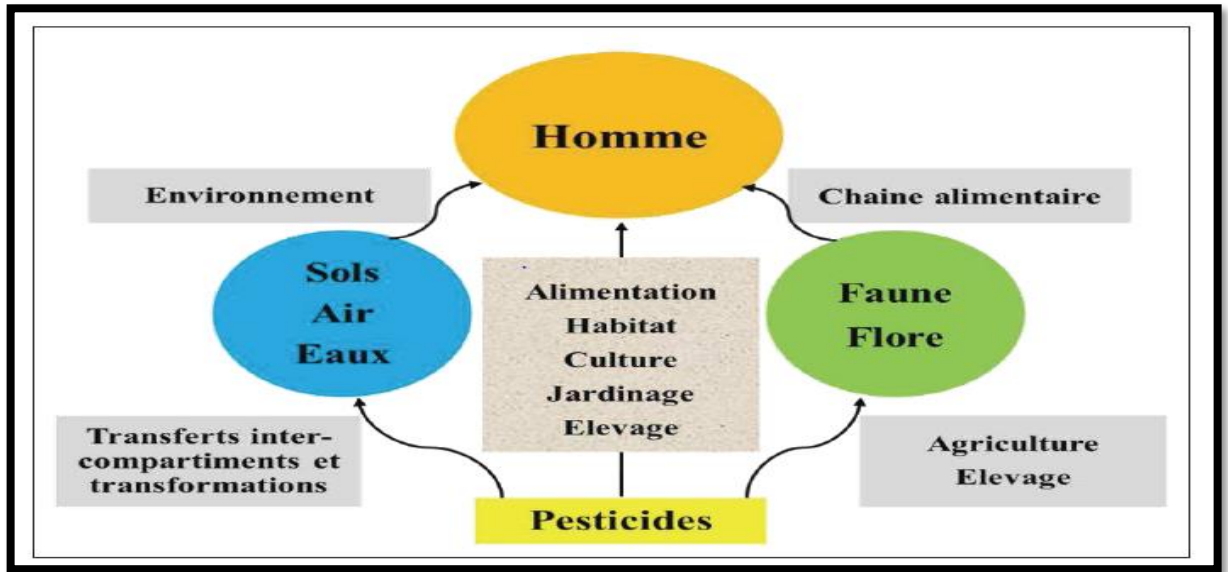 Homme
Environnement
Chaine alimentaire
Sols
Air
Eaux
Alimentation
Habitat
Culture
Jardinage
Elevage
Faune
Flore
Transferts inter-
compartiments et
transformations
Agriculture
Elevage
Pesticides